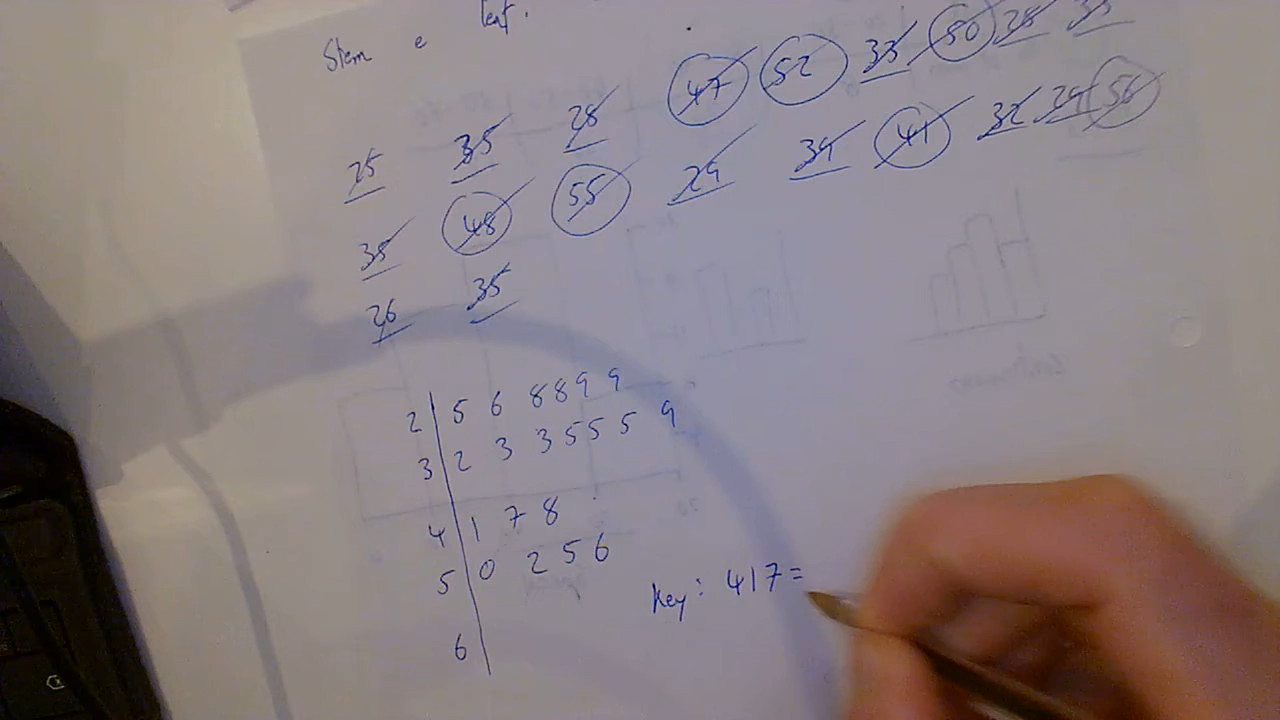 Stem e leaf.
25 35 28 47 52 33 50 28 33
35 48 55 29 39 41 32 29 56
26 35
2 | 5 6 8 8 9 9
3 | 2 3 3 5 5 5 9
4 | 1 7 8
5 | 0 2 5 6
6 |
Key: 4|7=